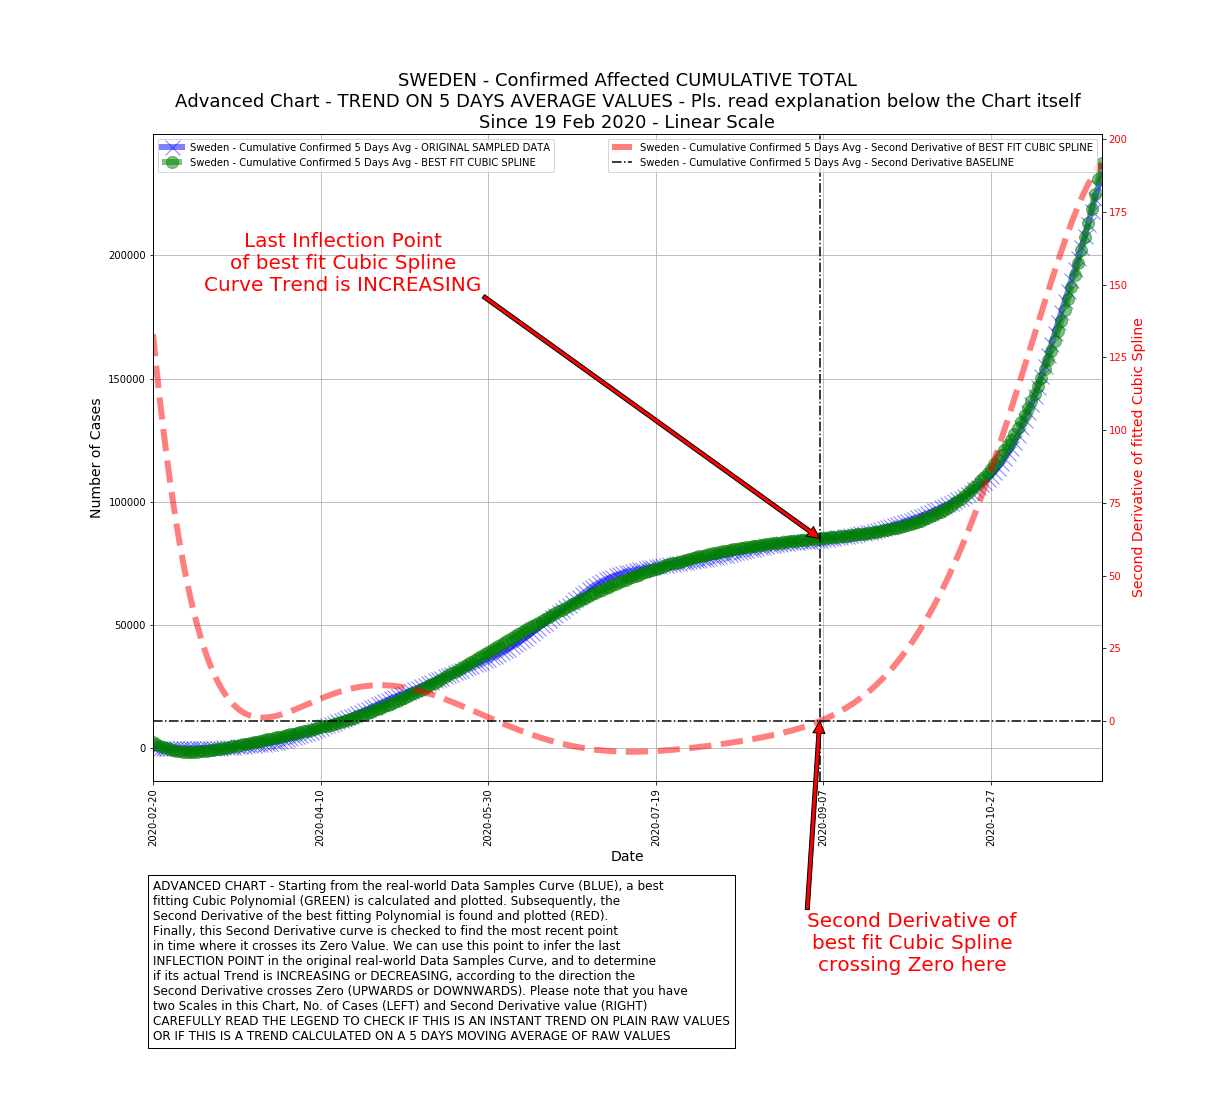 SWEDEN - Confirmed Affected CUMULATIVE TOTAL
Advanced Chart - TREND ON 5 DAYS AVERAGE VALUES - Pls. read explanation below the Chart itself
Since 19 Feb 2020 - Linear Scale
Sweden - Cumulative Confirmed 5 Days Avg - ORIGINAL SAMPLED DATA
Sweden - Cumulative Confirmed 5 Days Avg - BEST FIT CUBIC SPLINE
Sweden - Cumulative Confirmed 5 Days Avg - Second Derivative of BEST FIT CUBIC SPLINE
Sweden - Cumulative Confirmed 5 Days Avg - Second Derivative BASELINE
Last Inflection Point
of best fit Cubic Spline
Curve Trend is INCREASING
Number of Cases
200000
150000
100000
50000
0
200
175
150
125
100
75
50
25
0
Second Derivative of fitted Cubic Spline
2020-02-20
2020-04-10
2020-05-30
2020-07-19
2020-09-07
2020-10-27
Date
Second Derivative of
best fit Cubic Spline
crossing Zero here
ADVANCED CHART - Starting from the real-world Data Samples Curve (BLUE), a best
fitting Cubic Polynomial (GREEN) is calculated and plotted. Subsequently, the
Second Derivative of the best fitting Polynomial is found and plotted (RED).
Finally, this Second Derivative curve is checked to find the most recent point
in time where it crosses its Zero Value. We can use this point to infer the last
INFLECTION POINT in the original real-world Data Samples Curve, and to determine
if its actual Trend is INCREASING or DECREASING, according to the direction the
Second Derivative crosses Zero (UPWARDS or DOWNWARDS). Please note that you have
two Scales in this Chart, No. of Cases (LEFT) and Second Derivative value (RIGHT)
CAREFULLY READ THE LEGEND TO CHECK IF THIS IS AN INSTANT TREND ON PLAIN RAW VALUES
OR IF THIS IS A TREND CALCULATED ON A 5 DAYS MOVING AVERAGE OF RAW VALUES